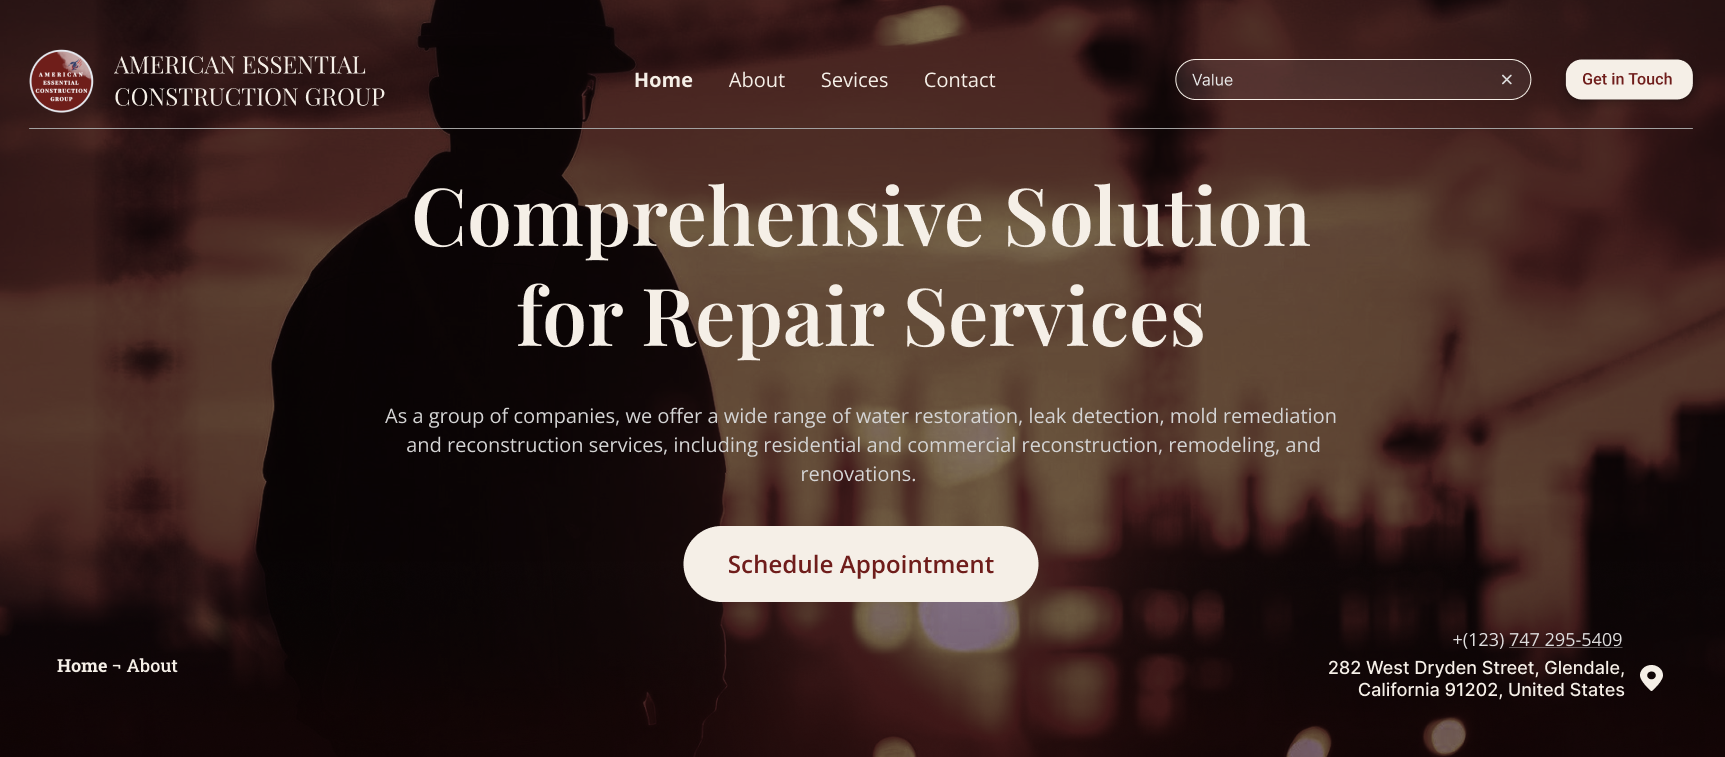 AMERICAN
ESSENTIAL
CONSTRUCTION
GROUP
AMERICAN ESSENTIAL
CONSTRUCTION GROUP
Home About Sevices Contact
Value ✕
Get in Touch
Comprehensive Solution
for Repair Services
As a group of companies, we offer a wide range of water restoration, leak detection, mold remediation
and reconstruction services, including residential and commercial reconstruction, remodeling, and
renovations.
Schedule Appointment
Home ¬ About
+(123) 747 295-5409
282 West Dryden Street, Glendale,
California 91202, United States